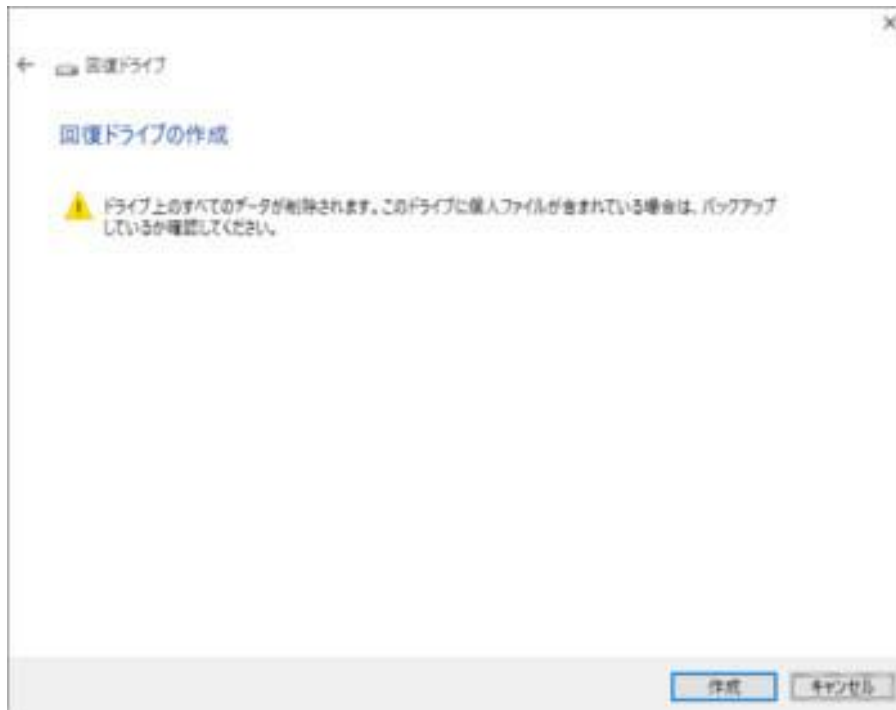 回復ドライブ
回復ドライブの作成
ドライブ上のすべてのデータが削除されます。このドライブに個人ファイルが含まれている場合は、バックアップ
しているか確認してください。
作成
キャンセル